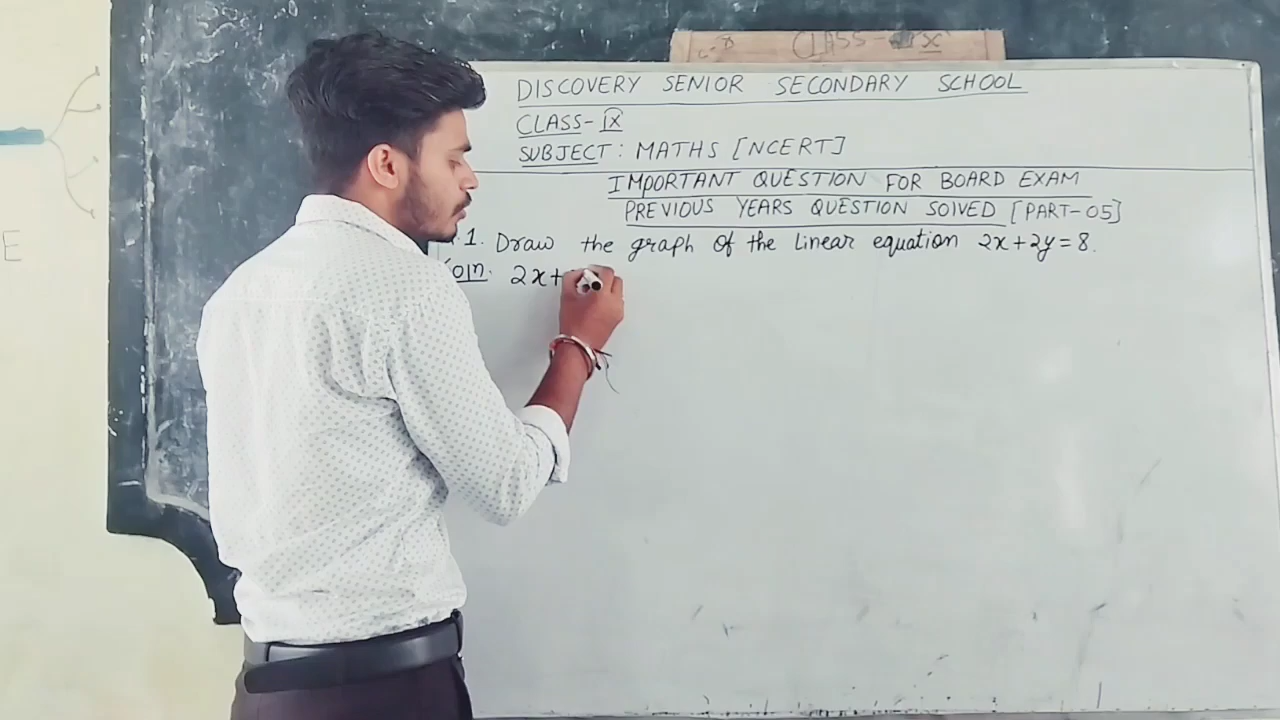 CLASS - X
DISCOVERY SENIOR SECONDARY SCHOOL
CLASS- IX
SUBJECT : MATHS [NCERT]
IMPORTANT QUESTION FOR BOARD EXAM
PREVIOUS YEARS QUESTION SOLVED [PART-05]
.1. Draw the graph of the linear equation 2x+2y=8.
Soln. 2x+
E